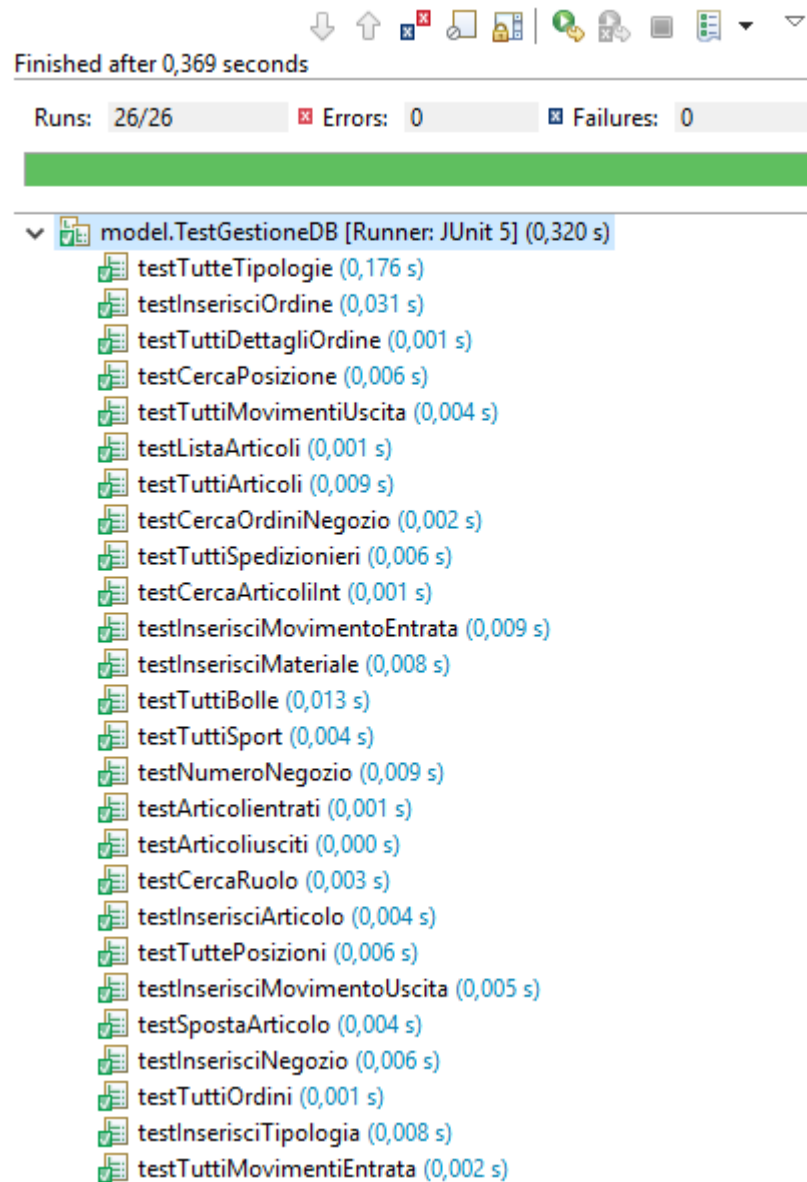 Finished after 0,369 seconds
Runs: 26/26 Errors: 0 Failures: 0
model.TestGestioneDB [Runner: JUnit 5] (0,320 s)
testTutteTipologie (0,176 s)
testInserisciOrdine (0,031 s)
testTuttiDettagliOrdine (0,001 s)
testCercaPosizione (0,006 s)
testTuttiMovimentiUscita (0,004 s)
testListaArticoli (0,001 s)
testTuttiArticoli (0,009 s)
testCercaOrdiniNegozio (0,002 s)
testTuttiSpedizionieri (0,006 s)
testCercaArticoliInt (0,001 s)
testInserisciMovimentoEntrata (0,009 s)
testInserisciMateriale (0,008 s)
testTuttiBolle (0,013 s)
testTuttiSport (0,004 s)
testNumeroNegozio (0,009 s)
testArticolientrati (0,001 s)
testArticoliusciti (0,000 s)
testCercaRuolo (0,003 s)
testInserisciArticolo (0,004 s)
testTuttePosizioni (0,006 s)
testInserisciMovimentoUscita (0,005 s)
testSpostaArticolo (0,004 s)
testInserisciNegozio (0,006 s)
testTuttiOrdini (0,001 s)
testInserisciTipologia (0,008 s)
testTuttiMovimentiEntrata (0,002 s)